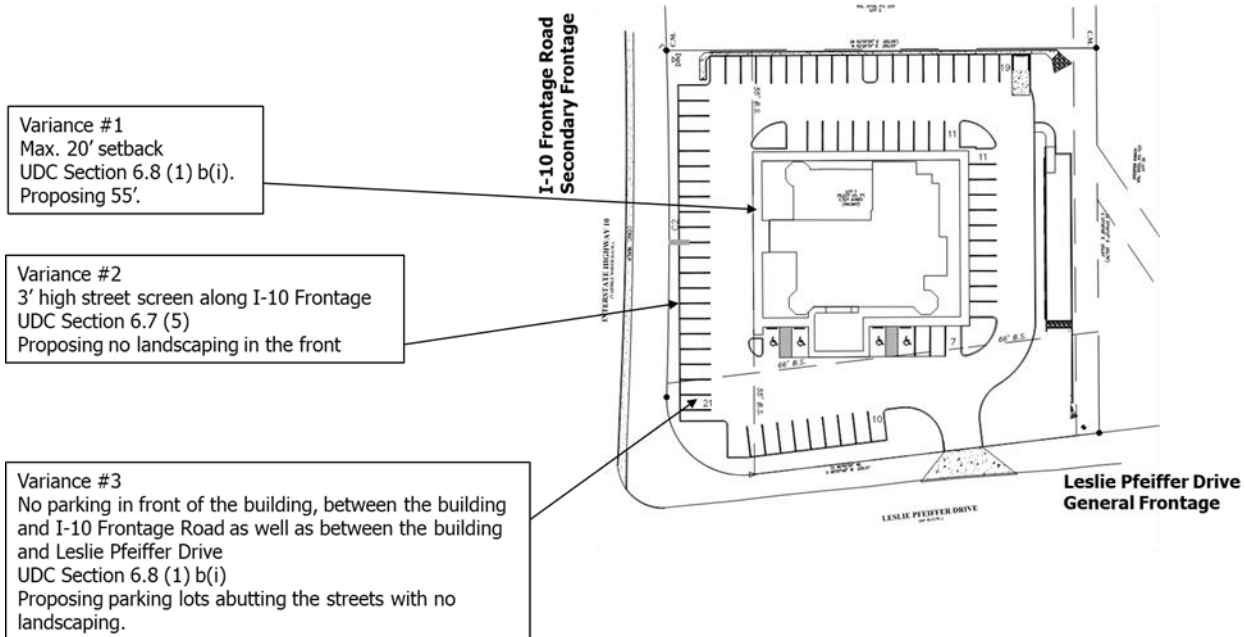 I-10 Frontage Road
Secondary Frontage
Variance #1
Max. 20’ setback
UDC Section 6.8 (1) b(i).
Proposing 55’.
Variance #2
3’ high street screen along I-10 Frontage
UDC Section 6.7 (5)
Proposing no landscaping in the front
Variance #3
No parking in front of the building, between the building
and I-10 Frontage Road as well as between the building
and Leslie Pfeiffer Drive
UDC Section 6.8 (1) b(i)
Proposing parking lots abutting the streets with no
landscaping.
C.M.
C.M.
19
55' B.S.
11
11
INTERSTATE HIGHWAY 10
CONC. WALK
7
66' B.S.
66' B.S.
55' B.S.
21
10
LESLIE PFEIFFER DRIVE
Leslie Pfeiffer Drive
General Frontage